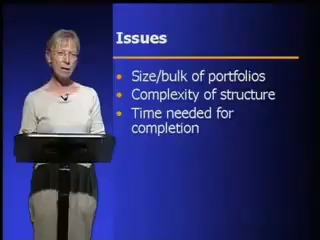 Issues
• Size/bulk of portfolios
• Complexity of structure
• Time needed for
completion